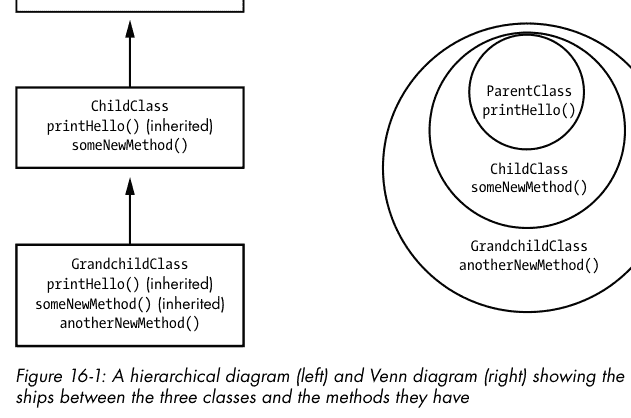 ChildClass
printHello() (inherited)
someNewMethod()
GrandchildClass
printHello() (inherited)
someNewMethod() (inherited)
anotherNewMethod()
ParentClass
printHello()
ChildClass
someNewMethod()
GrandchildClass
anotherNewMethod()
Figure 16-1: A hierarchical diagram (left) and Venn diagram (right) showing the
ships between the three classes and the methods they have